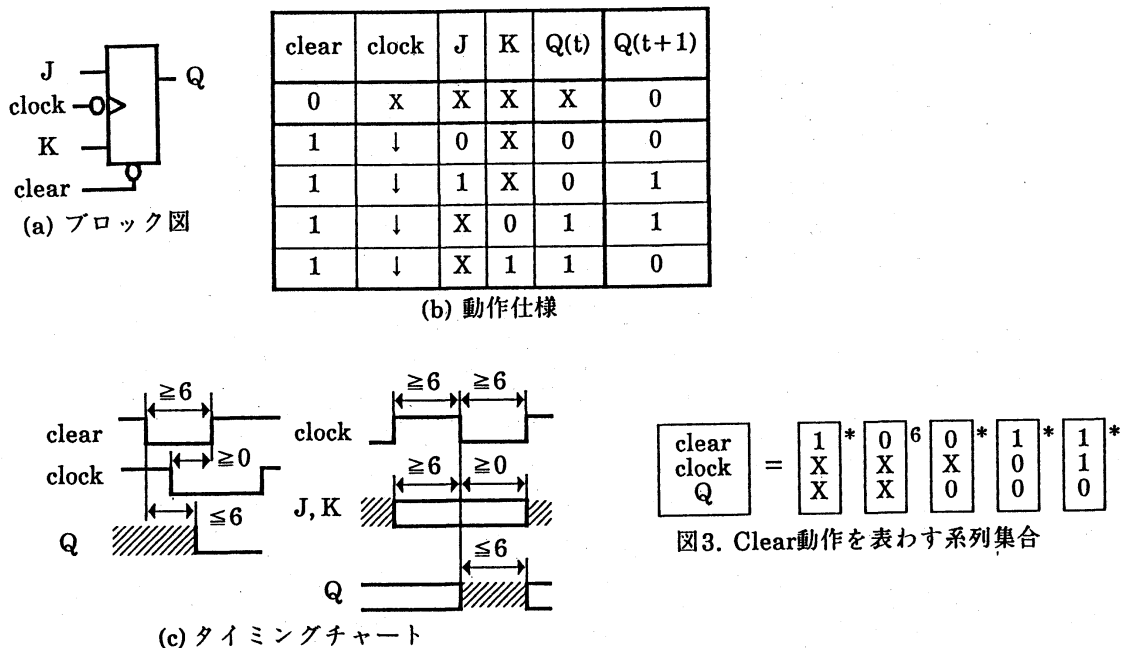 J
Q
clock
K
clear
(a) ブロック図
clear clock J K Q(t) Q(t+1)
0 X X X X 0
1 ↓ 0 X 0 0
1 ↓ 1 X 0 1
1 ↓ X 0 1 1
1 ↓ X 1 1 0
(b) 動作仕様
≧6
clear
≧0
clock
≦6
Q
≧6 ≧6
clock
≧6 ≧0
J, K
≦6
Q
(c) タイミングチャート
clear 1 * 0 6 0 * 1 * 1 *
clock = X X X 0 1
Q X X 0 0 0
図3. Clear動作を表わす系列集合